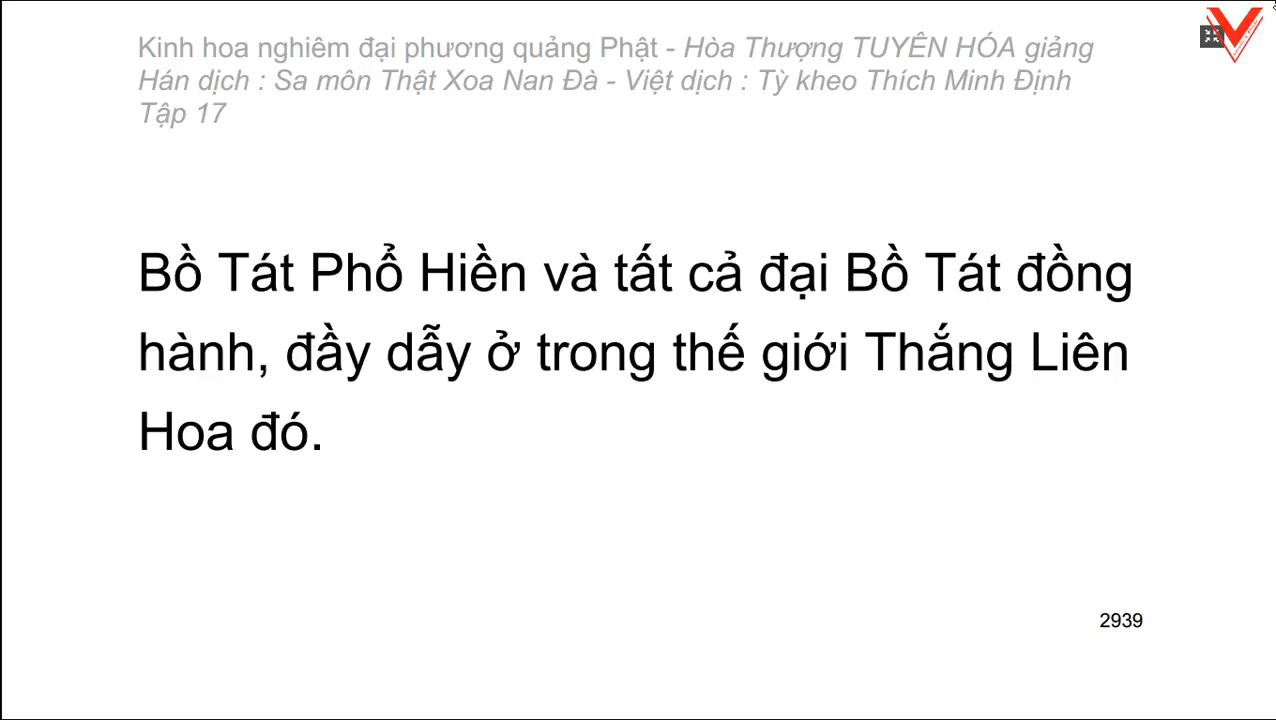 Kinh hoa nghiêm đại phương quảng Phật - Hòa Thượng TUYÊN HÓA giảng
Hán dịch : Sa môn Thật Xoa Nan Đà - Việt dịch : Tỳ kheo Thích Minh Định
Tập 17
Bồ Tát Phổ Hiền và tất cả đại Bồ Tát đồng
hành, đầy dẫy ở trong thế giới Thắng Liên
Hoa đó.
2939